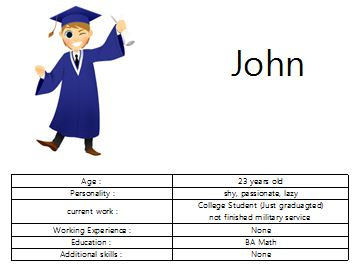 John
Age : 23 years old
Personality : shy, passionate, lazy
current work : College Student (Just graduagted)
not finished military service
Working Experience : None
Education : BA Math
Additional skills : None